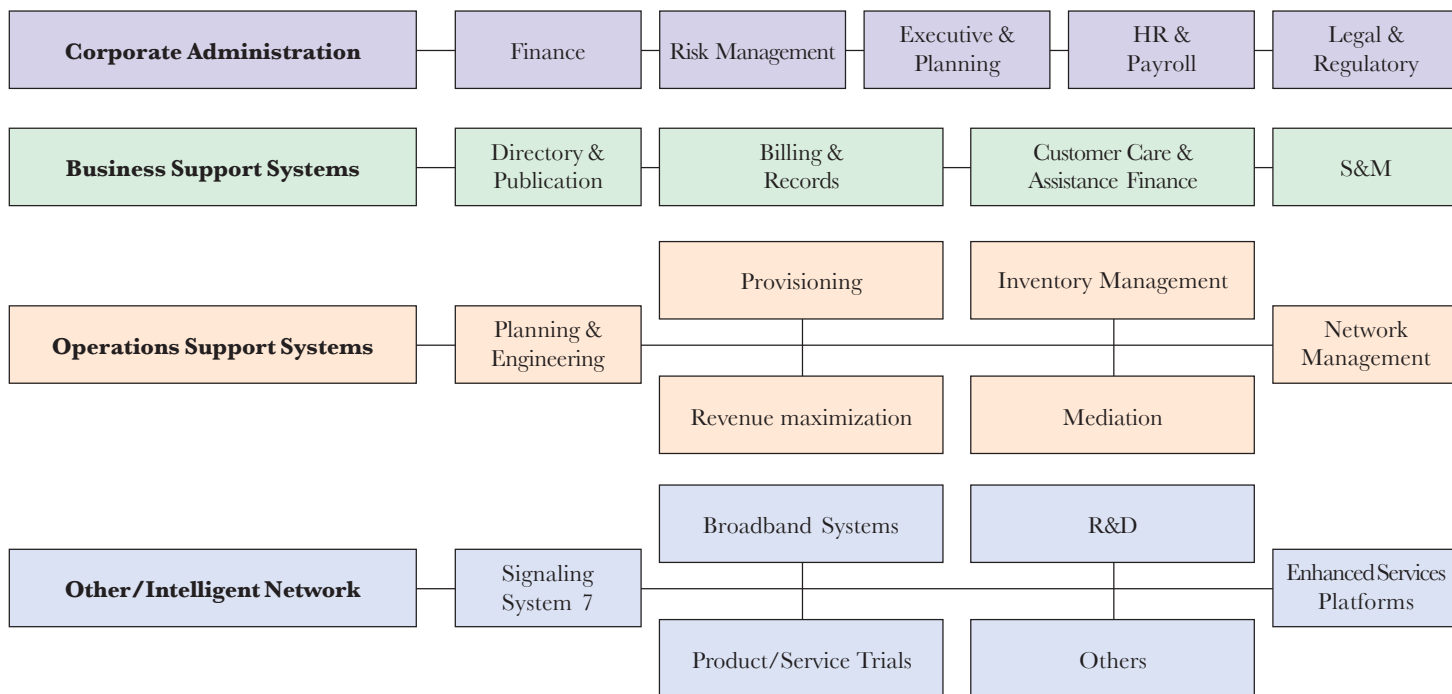 Corporate Administration
Finance
Risk Management
Executive &
Planning
HR &
Payroll
Legal &
Regulatory
Business Support Systems
Directory &
Publication
Billing &
Records
Customer Care &
Assistance Finance
S&M
Operations Support Systems
Planning &
Engineering
Provisioning
Inventory Management
Revenue maximization
Mediation
Network
Management
Other/Intelligent Network
Signaling
System 7
Broadband Systems
R&D
Product/Service Trials
Others
Enhanced Services
Platforms